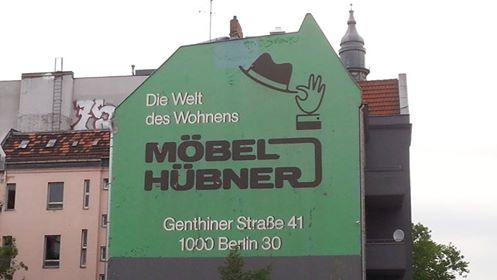 Die Welt
des Wohnens
MÖBEL
HÜBNER
Genthiner Straße 41
1000 Berlin 30